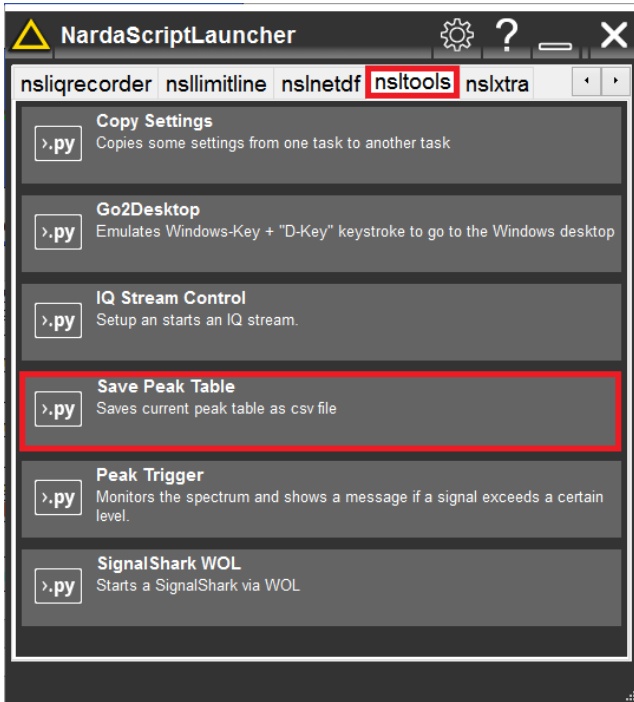 NardaScriptLauncher
?
nsliqrecorder nsllimitline nslnetdf nsltools nslxtra
Copy Settings
>.py
Copies some settings from one task to another task
Go2Desktop
>.py
Emulates Windows-Key + "D-Key" keystroke to go to the Windows desktop
IQ Stream Control
>.py
Setup an starts an IQ stream.
Save Peak Table
>.py
Saves current peak table as csv file
Peak Trigger
>.py
Monitors the spectrum and shows a message if a signal exceeds a certain
level.
SignalShark WOL
>.py
Starts a SignalShark via WOL